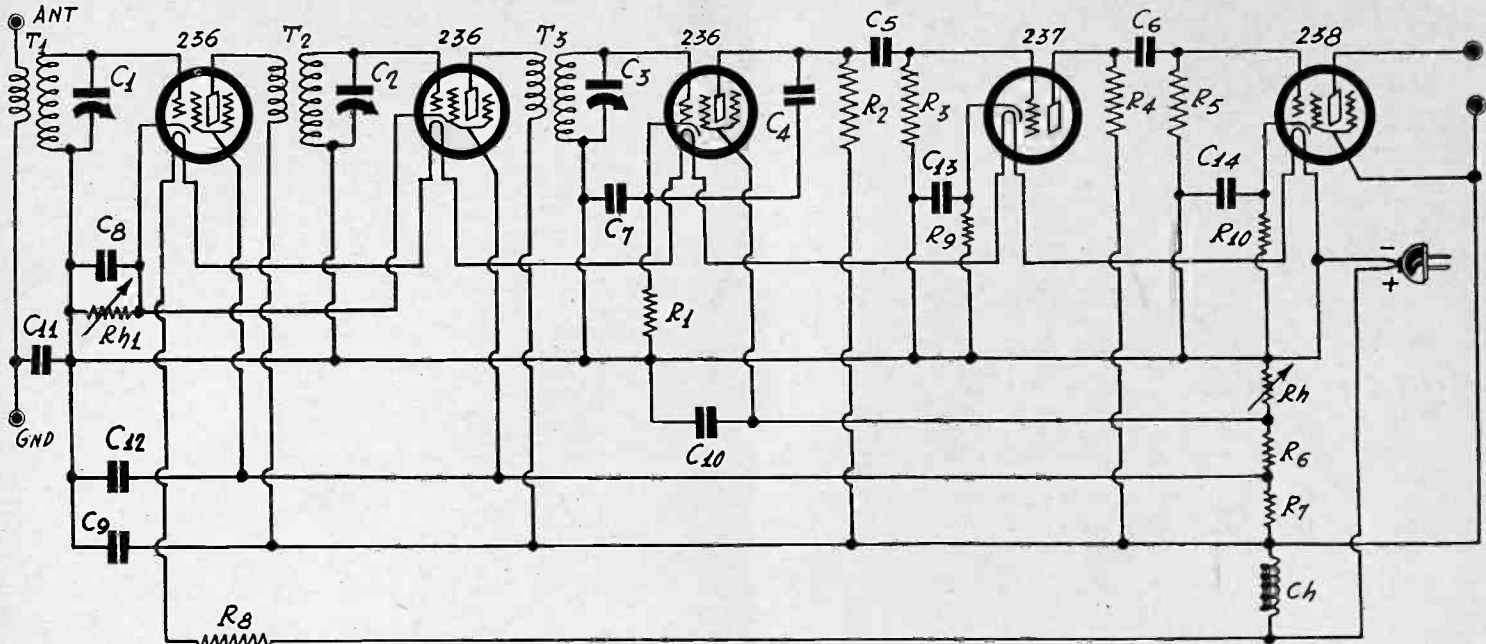 ANT
T1
C1
236
T2
C2
236
T3
C3
236
C4
R2
C5
R3
237
C6
R4
R5
238
C13
R9
C14
R10
C7
C8
Rh1
R1
-
+
C11
GND
Rh
C10
C12
R6
R7
C9
Ch
R8